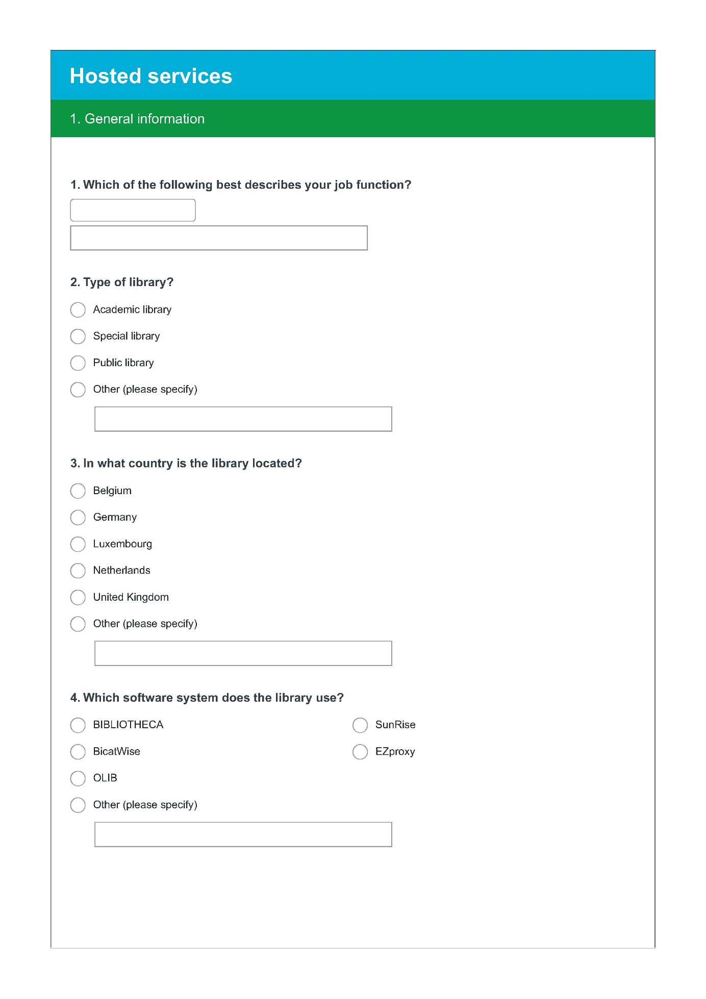 Hosted services
1. General information
1. Which of the following best describes your job function?
2. Type of library?
Academic library
Special library
Public library
Other (please specify)
3. In what country is the library located?
Belgium
Germany
Luxembourg
Netherlands
United Kingdom
Other (please specify)
4. Which software system does the library use?
BIBLIOTHECA
SunRise
BicatWise
EZproxy
OLIB
Other (please specify)